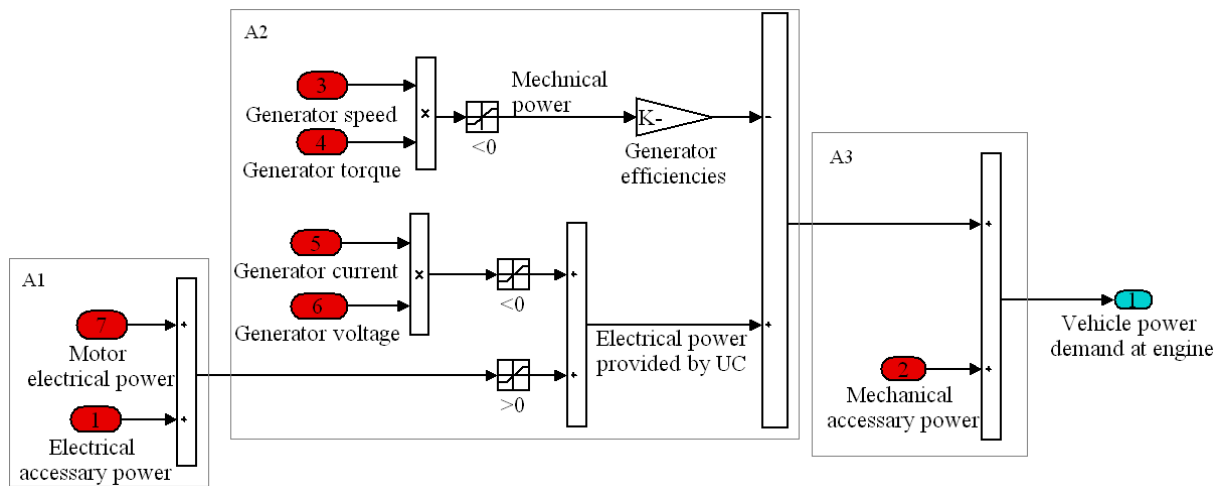 A2
3
Generator speed
4
Generator torque
×
<0
Mechnical
power
K-
Generator
efficiencies
-
5
Generator current
6
Generator voltage
×
<0
+
>0
+
Electrical power
provided by UC
+
A1
7
Motor
electrical power
+
1
Electrical
accessary power
+
A3
+
2
Mechanical
accessary power
+
1
Vehicle power
demand at engine